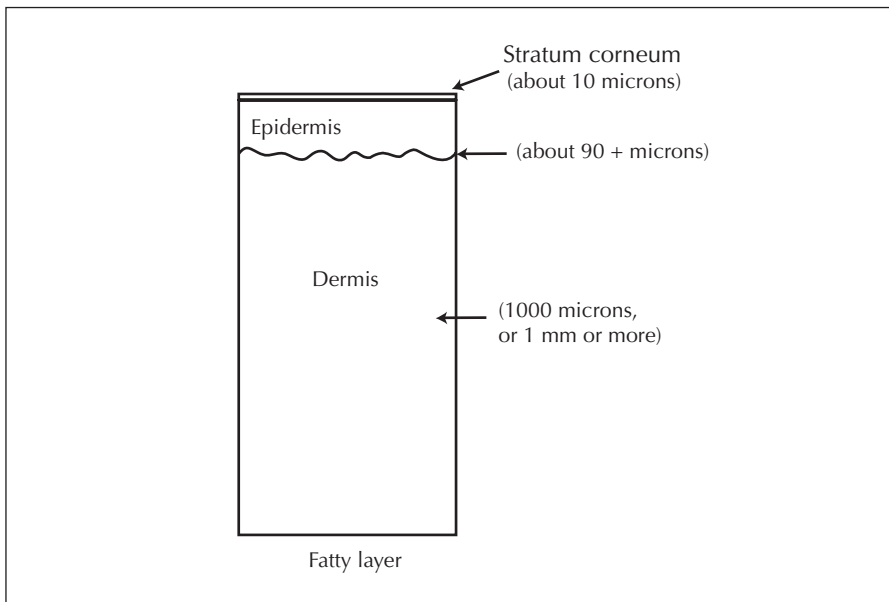 Stratum corneum
(about 10 microns)
Epidermis
(about 90 + microns)
Dermis
(1000 microns,
or 1 mm or more)
Fatty layer